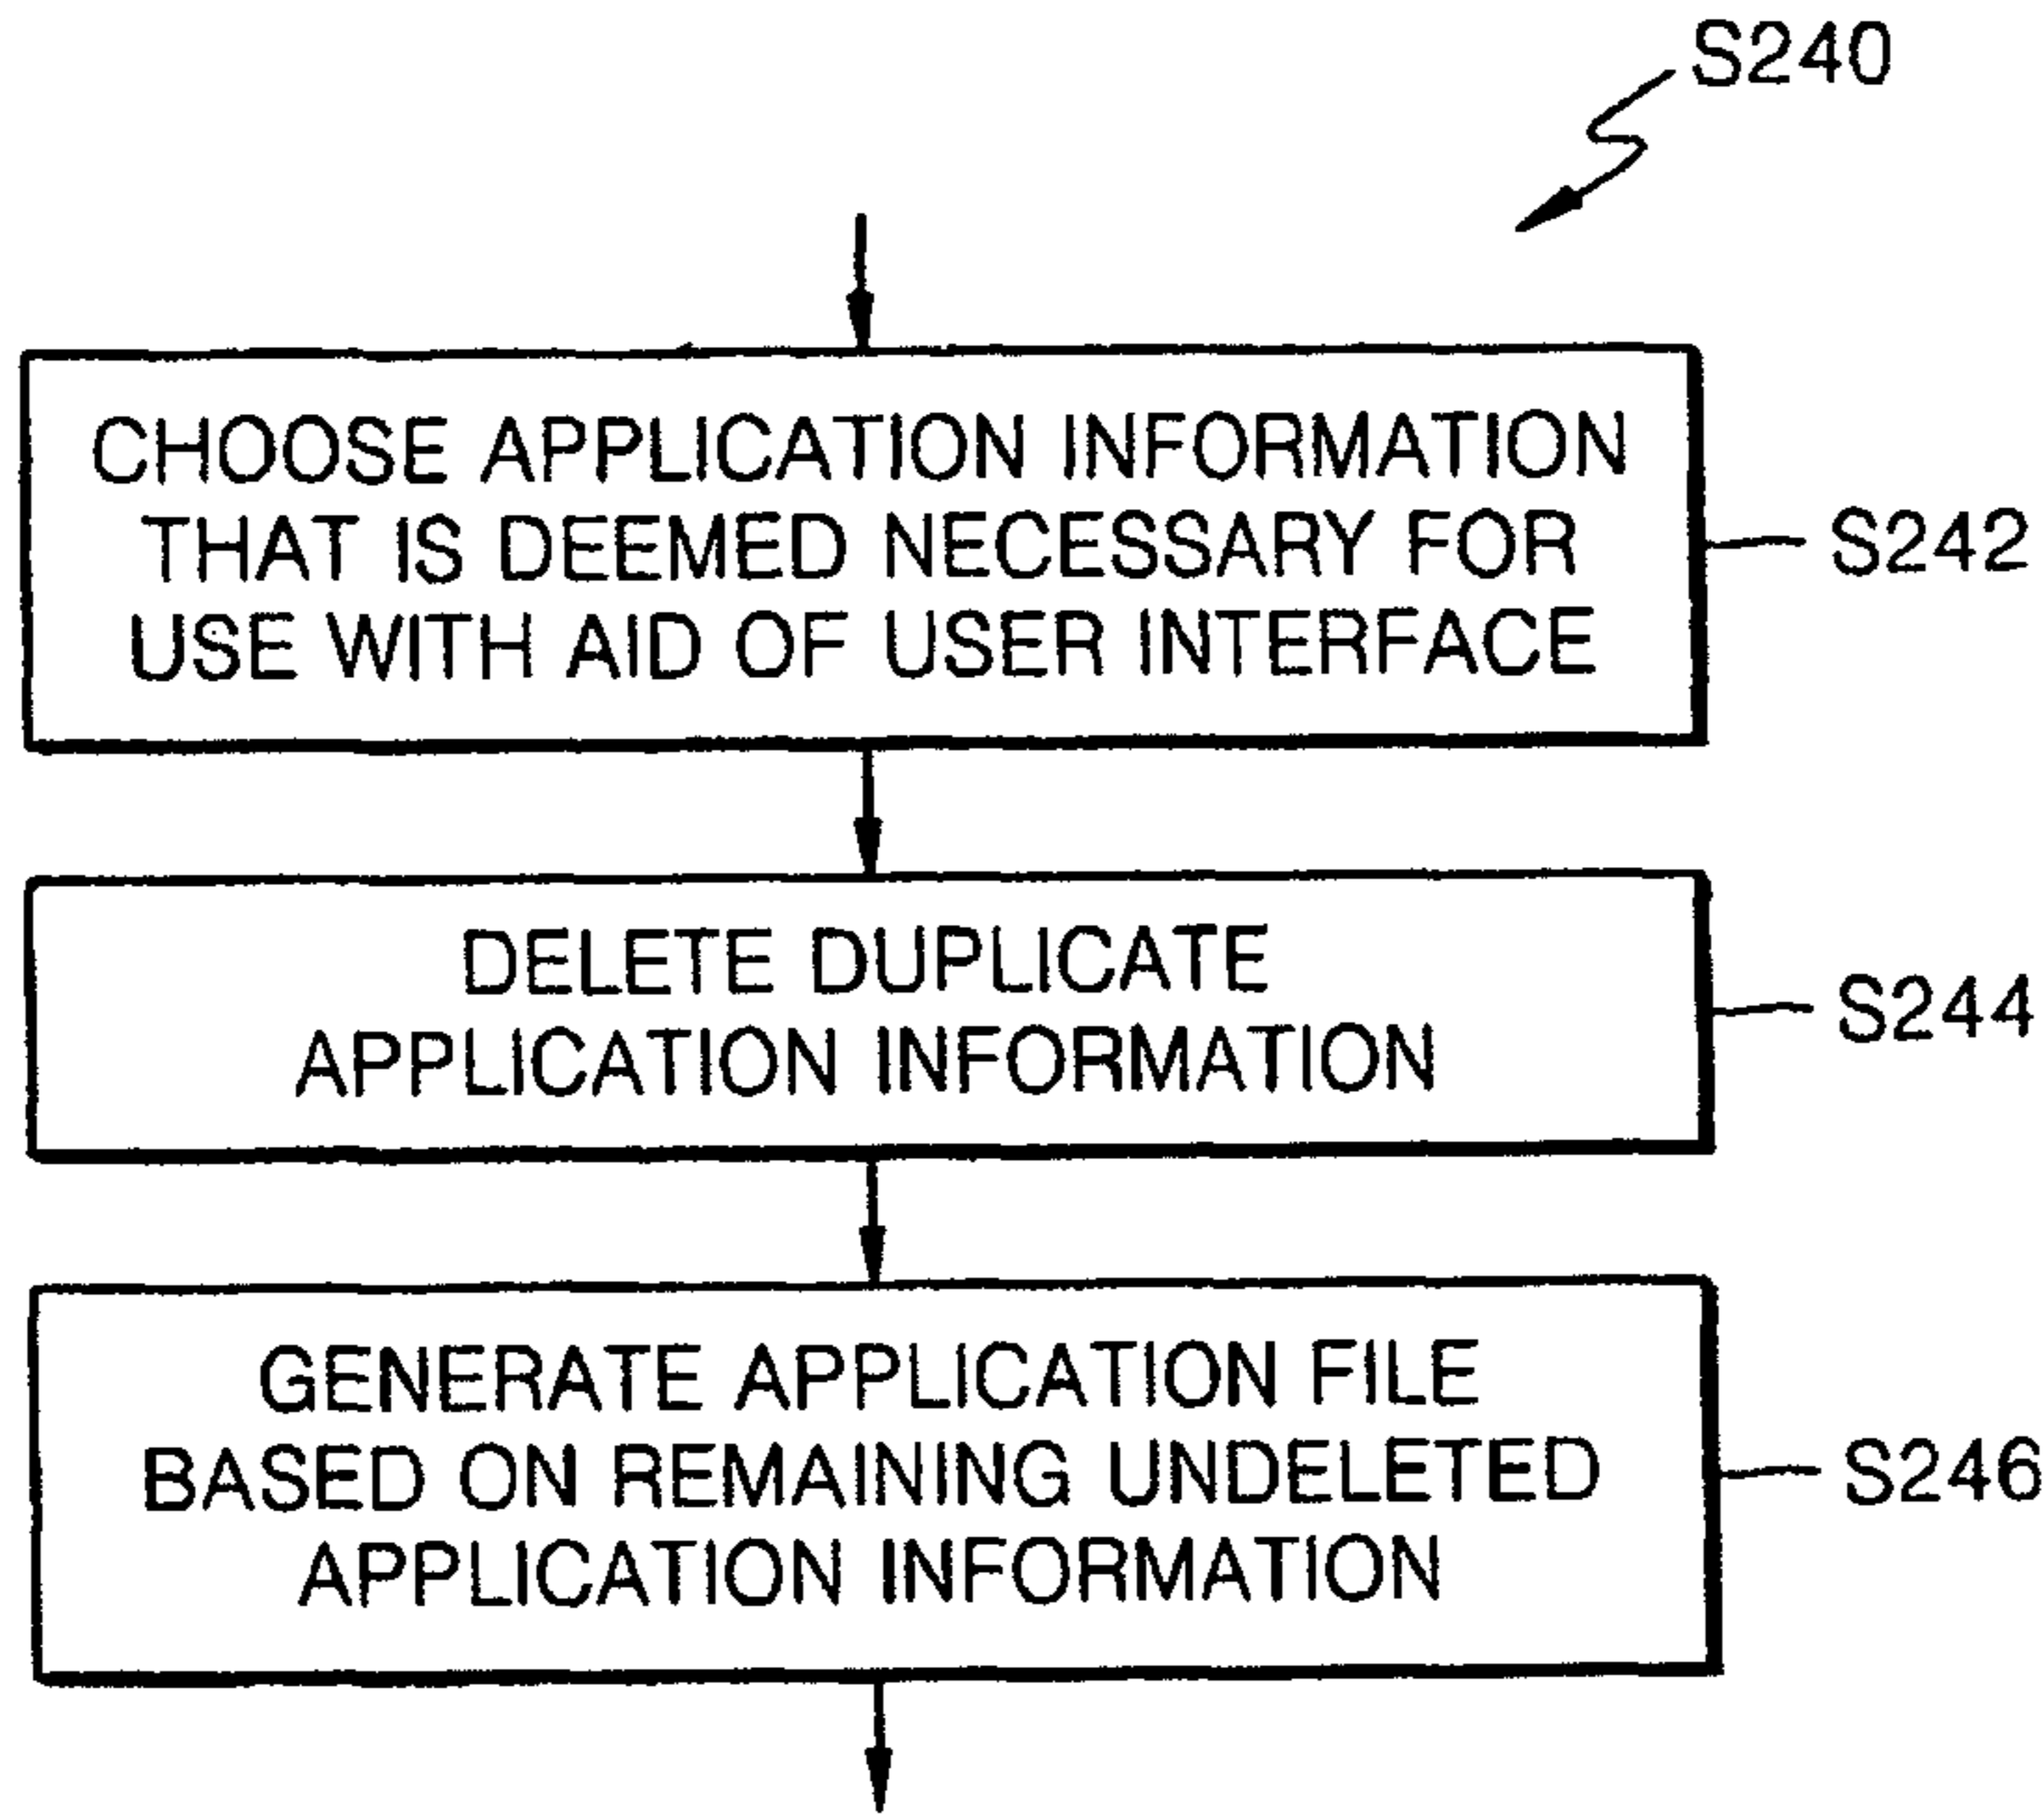 S240
CHOOSE APPLICATION INFORMATION
THAT IS DEEMED NECESSARY FOR
USE WITH AID OF USER INTERFACE
S242
DELETE DUPLICATE
APPLICATION INFORMATION
S244
GENERATE APPLICATION FILE
BASED ON REMAINING UNDELETED
APPLICATION INFORMATION
S246